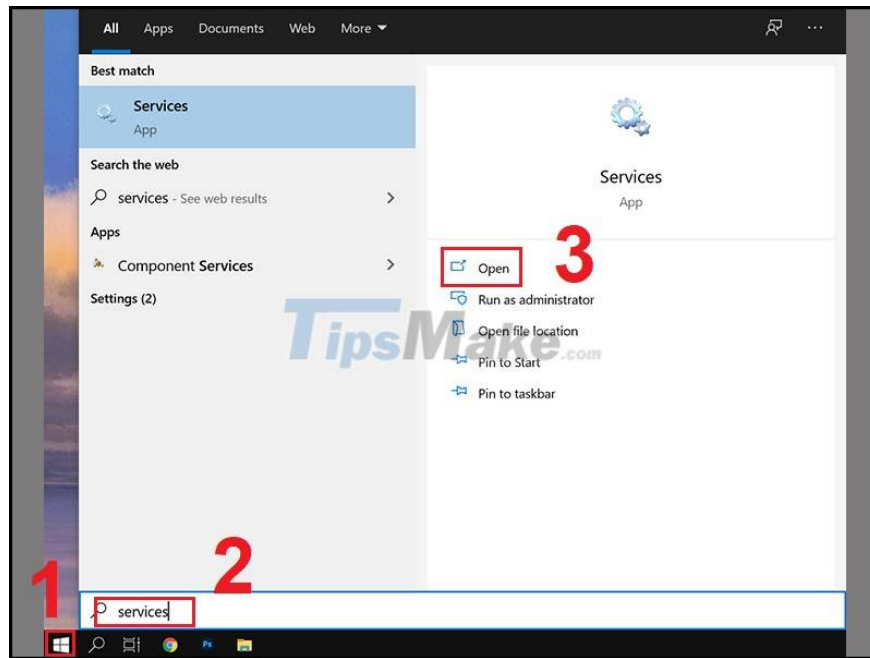 All Apps Documents Web More
Best match
Services
App
Search the web
services - See web results
Apps
Component Services
Settings (2)
Services
App
Open
3
Run as administrator
Open file location
Pin to Start
Pin to taskbar
TipsMake.com
1
2
services
Ps